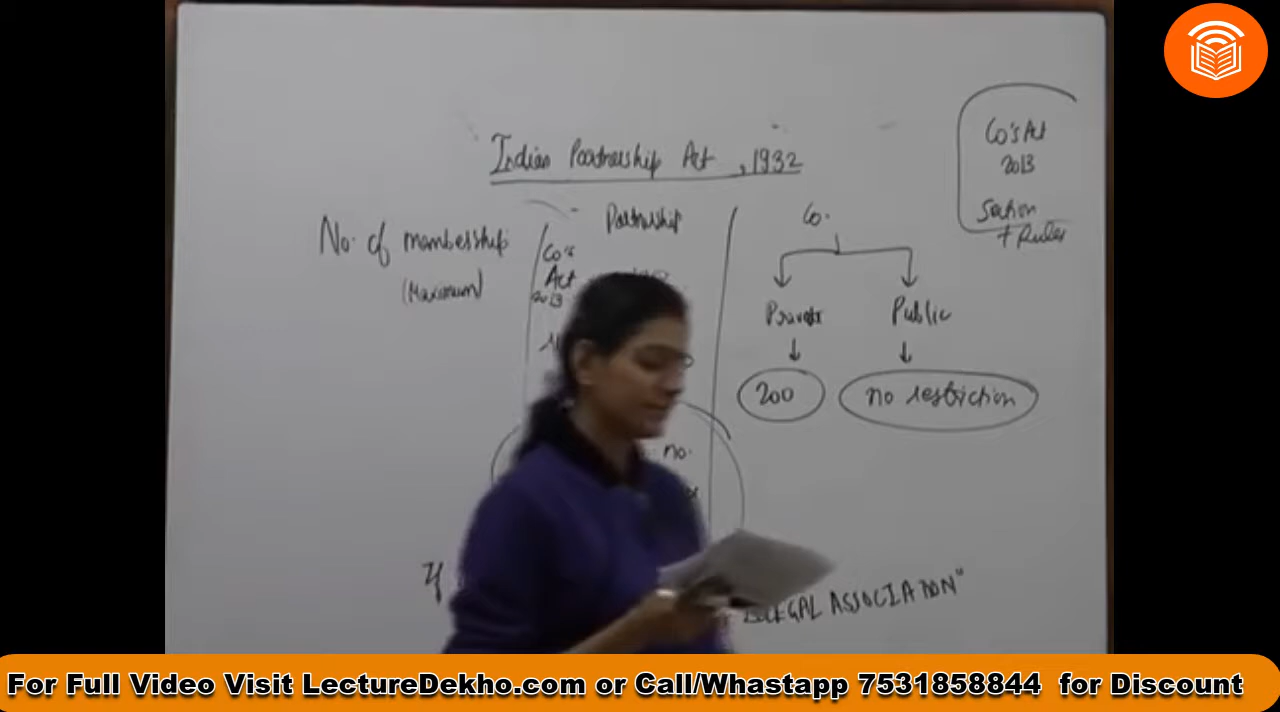 Indian Partnership Act, 1932
Co's Act
2013
Section
+ Rules
No. of membership
(Maximum)
Partnership
Co's
Act
2013
Co.
Private
Public
200
no restriction
no.
If
ILLEGAL ASSOCIATION"
For Full Video Visit LectureDekho.com or Call/Whastapp 7531858844 for Discount